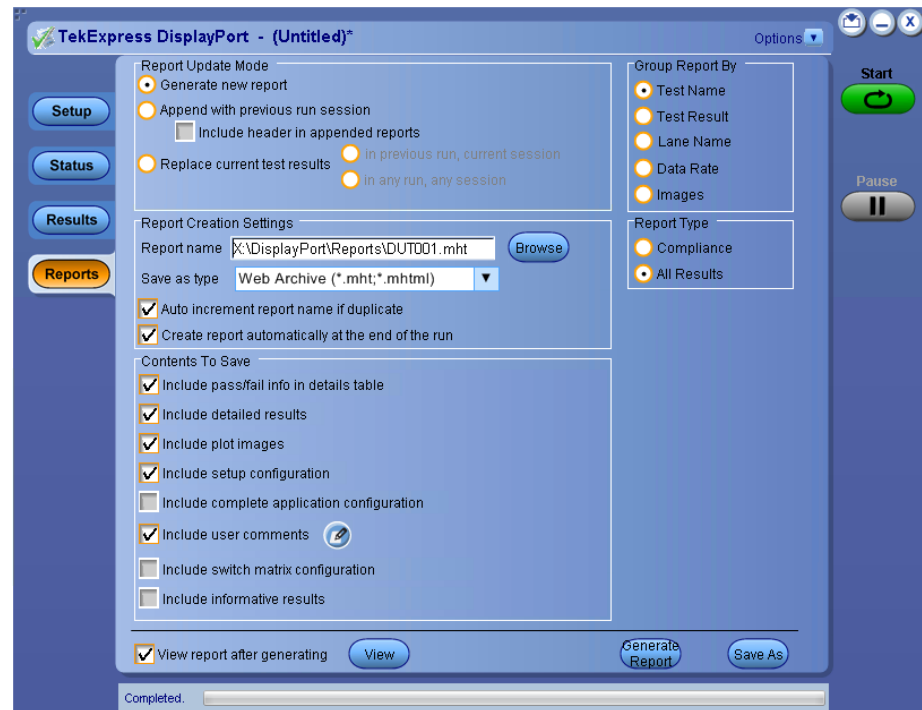 TekExpress DisplayPort - (Untitled)*
Options
Setup
Status
Results
Reports
Report Update Mode
Generate new report
Append with previous run session
Include header in appended reports
Replace current test results
in previous run, current session
in any run, any session
Group Report By
Test Name
Test Result
Lane Name
Data Rate
Images
Report Creation Settings
Report name X:\DisplayPort\Reports\DUT001.mht Browse
Save as type Web Archive (*.mht;*.mhtml)
Auto increment report name if duplicate
Create report automatically at the end of the run
Report Type
Compliance
All Results
Contents To Save
Include pass/fail info in details table
Include detailed results
Include plot images
Include setup configuration
Include complete application configuration
Include user comments
Include switch matrix configuration
Include informative results
View report after generating View
Generate
Report
Save As
Start
Pause
Completed.